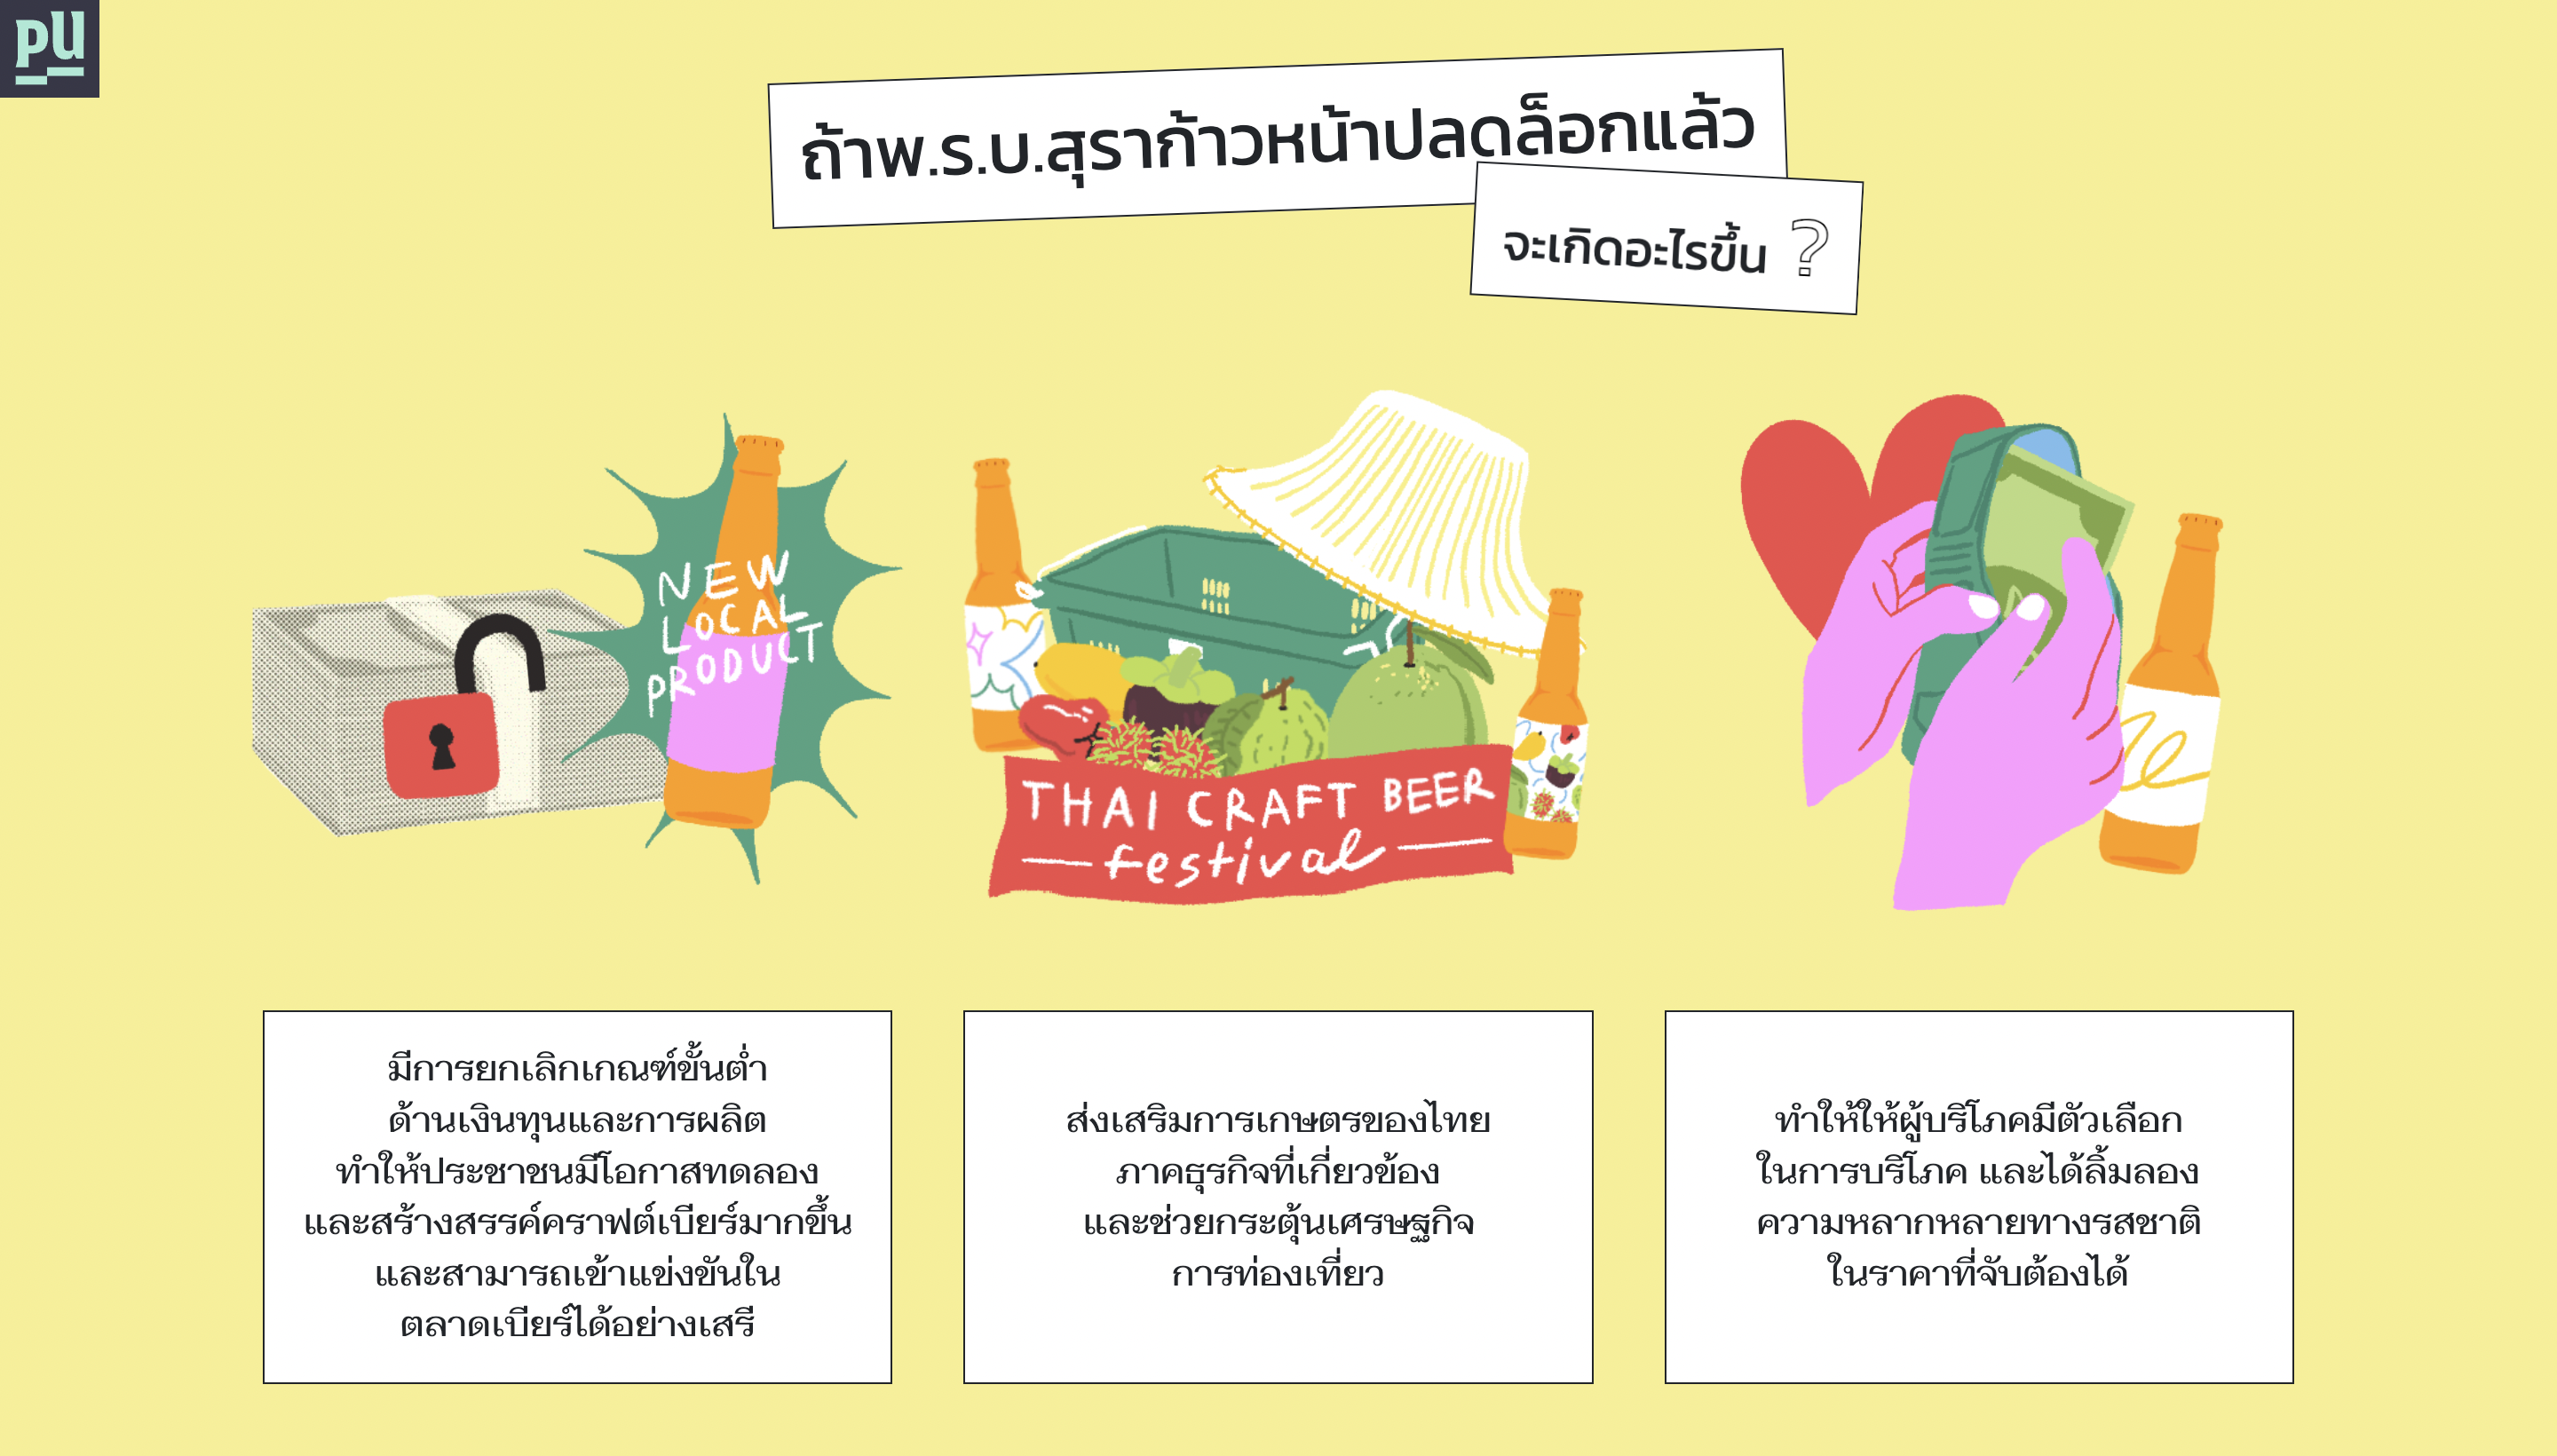 pU
ถ้าพ.ร.บ.สุราก้าวหน้าปลดล็อกแล้ว
จะเกิดอะไรขึ้น ?
NEW
LOCAL
PRODUCT
THAI CRAFT BEER
festival
มีการยกเลิกเกณฑ์ขั้นต่ำ
ด้านเงินทุนและการผลิต
ทำให้ประชาชนมีโอกาสทดลอง
และสร้างสรรค์คราฟต์เบียร์มากขึ้น
และสามารถเข้าแข่งขันใน
ตลาดเบียร์ได้อย่างเสรี
ส่งเสริมการเกษตรของไทย
ภาคธุรกิจที่เกี่ยวข้อง
และช่วยกระตุ้นเศรษฐกิจ
การท่องเที่ยว
ทำให้ให้ผู้บริโภคมีตัวเลือก
ในการบริโภค และได้ลิ้มลอง
ความหลากหลายทางรสชาติ
ในราคาที่จับต้องได้